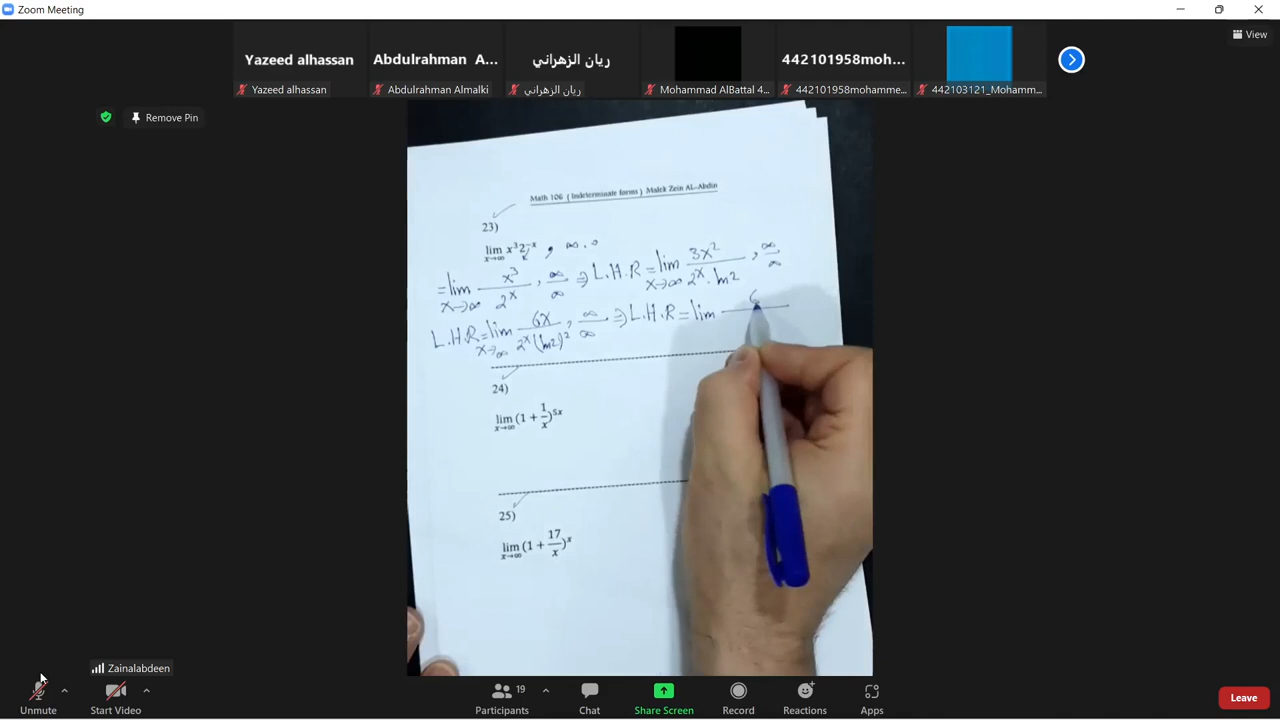 Zoom Meeting
View
Yazeed alhassan
Abdulrahman A...
ريان الزهراني
442101958moh...
Yazeed alhassan
Abdulrahman Almalki
ريان الزهراني
Mohammad AlBattal 4...
442101958mohamme...
442103121_Mohamm...
Remove Pin
Math 106 ( Indeterminate forms ) Malek Zein AL-Abdin
23)
lim x→∞ x³2⁻ˣ , ∞.0
= lim x→∞ x³/2ˣ , ∞/∞ ⇒ L.H.R = lim x→∞ 3x²/2ˣ.ln2 , ∞/∞
L.H.R = lim x→∞ 6x/2ˣ(ln2)² , ∞/∞ ⇒ L.H.R = lim 6
24)
lim x→∞ (1 + 1/x)⁵ˣ
25)
lim x→∞ (1 + 17/x)ˣ
Zainalabdeen
Unmute
Start Video
Participants
19
Chat
Share Screen
Record
Reactions
Apps
Leave